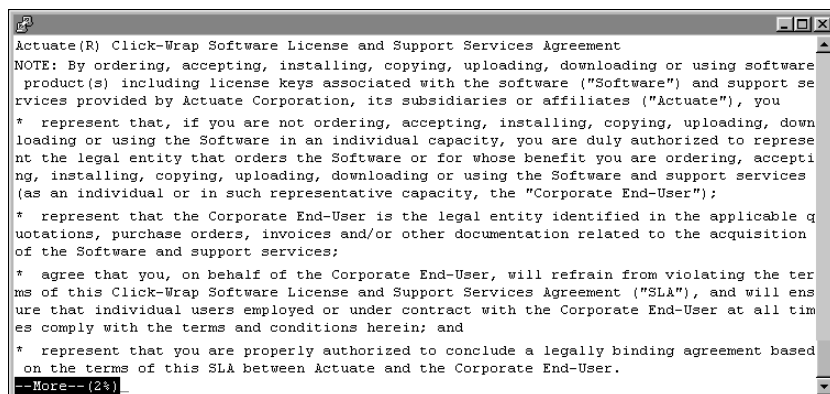 Actuate(R) Click-Wrap Software License and Support Services Agreement
NOTE: By ordering, accepting, installing, copying, uploading, downloading or using software
 product(s) including license keys associated with the software ("Software") and support se
rvices provided by Actuate Corporation, its subsidiaries or affiliates ("Actuate"), you
*  represent that, if you are not ordering, accepting, installing, copying, uploading, down
loading or using the Software in an individual capacity, you are duly authorized to represe
nt the legal entity that orders the Software or for whose benefit you are ordering, accepti
ng, installing, copying, uploading, downloading or using the Software and support services
(as an individual or in such representative capacity, the "Corporate End-User");
*  represent that the Corporate End-User is the legal entity identified in the applicable q
uotations, purchase orders, invoices and/or other documentation related to the acquisition
of the Software and support services;
*  agree that you, on behalf of the Corporate End-User, will refrain from violating the ter
ms of this Click-Wrap Software License and Support Services Agreement ("SLA"), and will ens
ure that individual users employed or under contract with the Corporate End-User at all tim
es comply with the terms and conditions herein; and
*  represent that you are properly authorized to conclude a legally binding agreement based
 on the terms of this SLA between Actuate and the Corporate End-User.
--More--(2%)